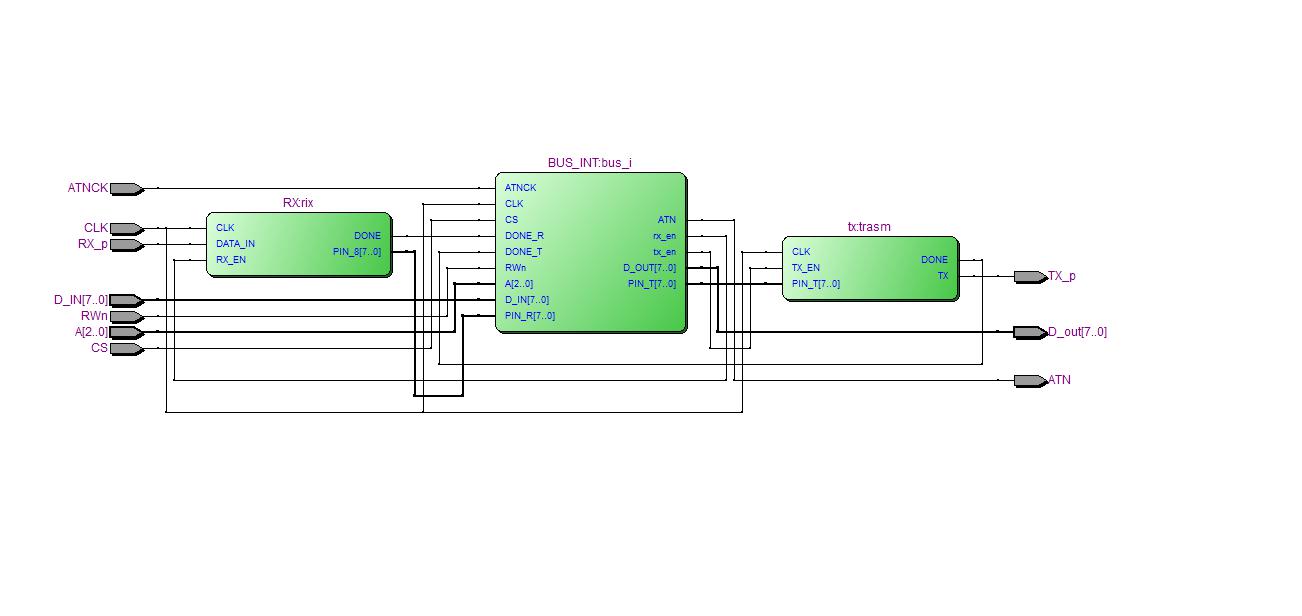 BUS_INT:bus_i
ATNCK
CLK
RX_p
D_IN[7..0]
RWn
A[2..0]
CS
RX:rix
CLK
DATA_IN
RX_EN
DONE
PIN_8[7..0]
ATNCK
CLK
CS
DONE_R
DONE_T
RWn
A[2..0]
D_IN[7..0]
PIN_R[7..0]
ATN
rx_en
tx_en
D_OUT[7..0]
PIN_T[7..0]
tx:trasm
CLK
TX_EN
PIN_T[7..0]
DONE
TX
TX_p
D_out[7..0]
ATN